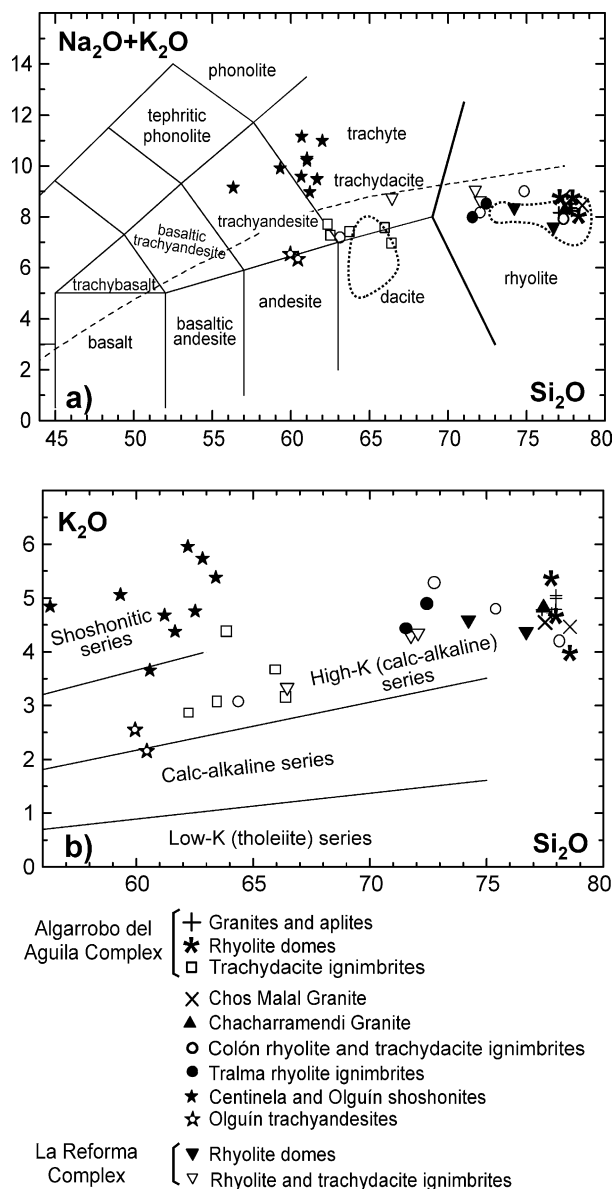 Na₂O+K₂O
14
12
10
8
6
4
2
0
phonolite
tephritic
phonolite
trachyte
trachydacite
trachyandesite
basaltic
trachyandesite
trachybasalt
basalt
basaltic
andesite
andesite
dacite
rhyolite
a)
Si₂O
45 50 55 60 65 70 75 80
K₂O
6
5
4
3
2
1
0
Shoshonitic
series
High-K (calc-alkaline)
series
Calc-alkaline series
Low-K (tholeiite) series
b)
Si₂O
60 65 70 75 80
Algarrobo del
Aguila Complex
Granites and aplites
Rhyolite domes
Trachydacite ignimbrites
Chos Malal Granite
Chacharramendi Granite
Colón rhyolite and trachydacite ignimbrites
Tralma rhyolite ignimbrites
Centinela and Olguín shoshonites
Olguín trachyandesites
La Reforma
Complex
Rhyolite domes
Rhyolite and trachydacite ignimbrites